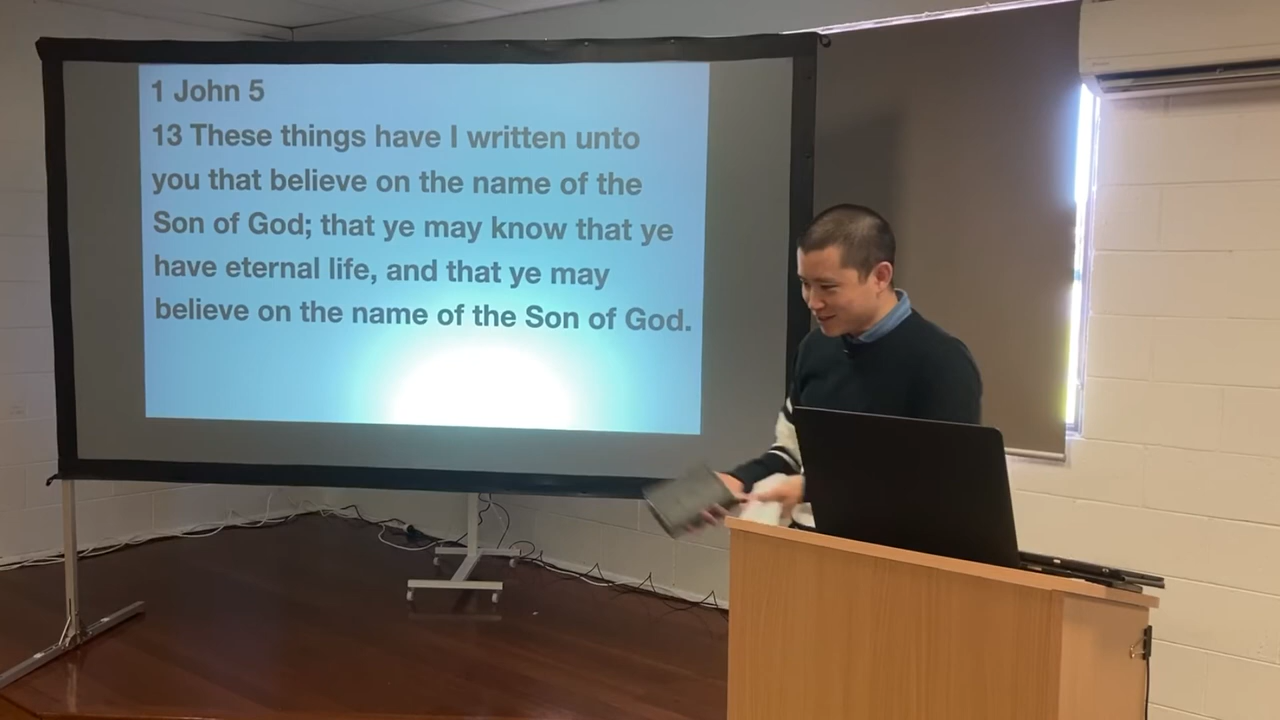 1 John 5
13 These things have I written unto
you that believe on the name of the
Son of God; that ye may know that ye
have eternal life, and that ye may
believe on the name of the Son of God.